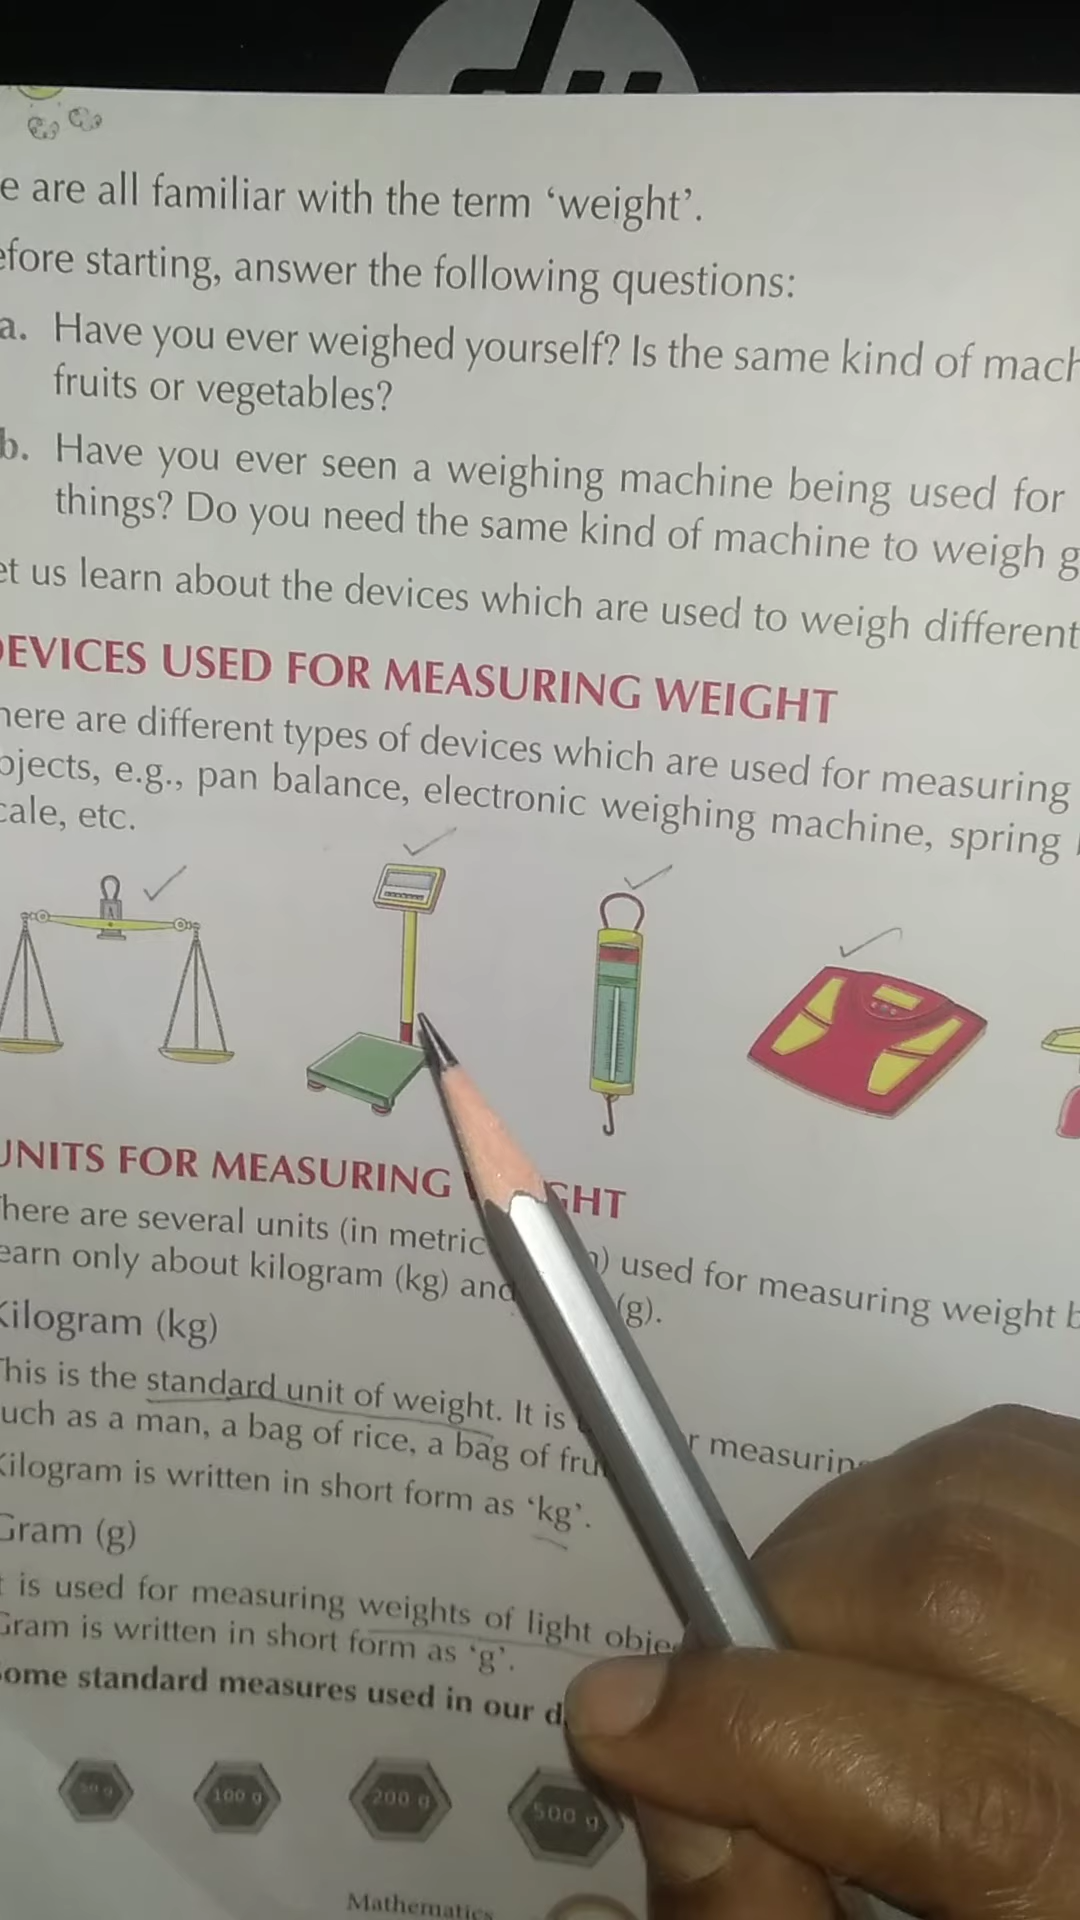 e are all familiar with the term ‘weight’.
efore starting, answer the following questions:
a. Have you ever weighed yourself? Is the same kind of mach
fruits or vegetables?
b. Have you ever seen a weighing machine being used for
things? Do you need the same kind of machine to weigh g
et us learn about the devices which are used to weigh different
DEVICES USED FOR MEASURING WEIGHT
here are different types of devices which are used for measuring
bjects, e.g., pan balance, electronic weighing machine, spring
cale, etc.
UNITS FOR MEASURING GHT
here are several units (in metric ) used for measuring weight b
earn only about kilogram (kg) and (g).
Kilogram (kg)
This is the standard unit of weight. It is r measuring
uch as a man, a bag of rice, a bag of fru
Kilogram is written in short form as ‘kg’.
Gram (g)
t is used for measuring weights of light obje
Gram is written in short form as ‘g’.
Some standard measures used in our d
50 g 100 g 200 g 500 g
Mathematics